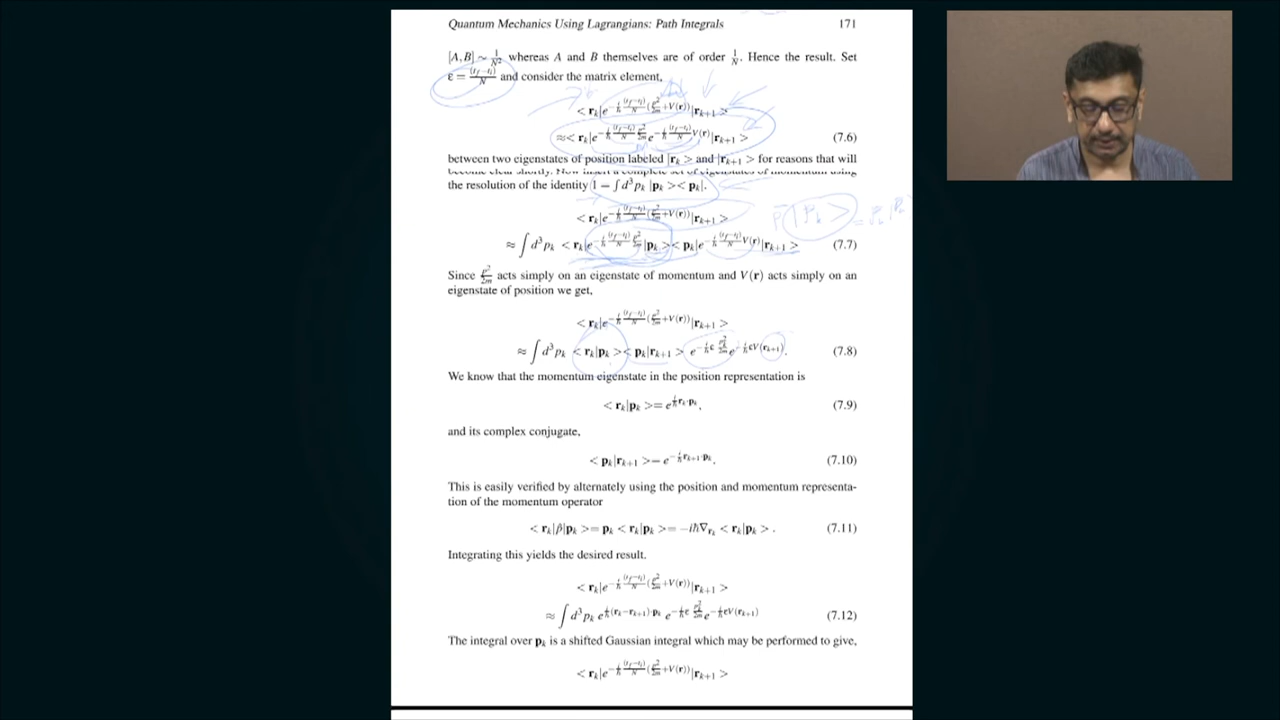 Quantum Mechanics Using Lagrangians: Path Integrals 171
[A,B] ~ 1/N² whereas A and B themselves are of order 1/N. Hence the result. Set
ε = (t_f−t_i)/N and consider the matrix element,
< r_k|e^{−i/ħ (t_f−t_i)/N (p²/2m + V(r))}|r_{k+1} >
≈< r_k|e^{−i/ħ (t_f−t_i)/N p²/2m} e^{−i/ħ (t_f−t_i)/N V(r)}|r_{k+1} > (7.6)
between two eigenstates of position labeled |r_k > and |r_{k+1} > for reasons that will
become clear shortly. Now insert a complete set of eigenstates of momentum using
the resolution of the identity 1 = ∫ d³p_k |p_k >< p_k|.
< r_k|e^{−i/ħ (t_f−t_i)/N (p²/2m + V(r))}|r_{k+1} >
≈ ∫ d³p_k < r_k|e^{−i/ħ (t_f−t_i)/N p²/2m}|p_k >< p_k|e^{−i/ħ (t_f−t_i)/N V(r)}|r_{k+1} > (7.7)
Since p²/2m acts simply on an eigenstate of momentum and V(r) acts simply on an
eigenstate of position we get,
< r_k|e^{−i/ħ (t_f−t_i)/N (p²/2m + V(r))}|r_{k+1} >
≈ ∫ d³p_k < r_k|p_k >< p_k|r_{k+1} > e^{−i/ħ ε p_k²/2m} e^{−i/ħ εV(r_{k+1})}. (7.8)
We know that the momentum eigenstate in the position representation is
< r_k|p_k >= e^{i/ħ r_k·p_k}, (7.9)
and its complex conjugate,
< p_k|r_{k+1} >= e^{−i/ħ r_{k+1}·p_k}. (7.10)
This is easily verified by alternately using the position and momentum representa-
tion of the momentum operator
< r_k|p̂|p_k >= p_k < r_k|p_k >= −iħ∇_{r_k} < r_k|p_k > . (7.11)
Integrating this yields the desired result.
< r_k|e^{−i/ħ (t_f−t_i)/N (p²/2m + V(r))}|r_{k+1} >
≈ ∫ d³p_k e^{i/ħ (r_k−r_{k+1})·p_k} e^{−i/ħ ε p_k²/2m} e^{−i/ħ εV(r_{k+1})} (7.12)
The integral over p_k is a shifted Gaussian integral which may be performed to give,
< r_k|e^{−i/ħ (t_f−t_i)/N (p²/2m + V(r))}|r_{k+1} >